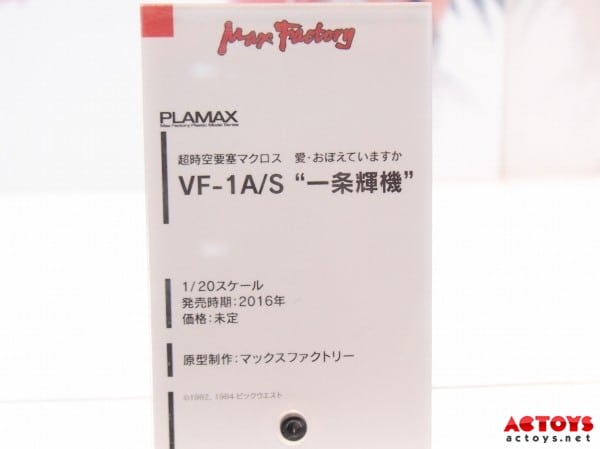 Max Factory
PLAMAX
Max Factory Plastic Model Series
超時空要塞マクロス 愛・おぼえていますか
VF-1A/S “一条輝機”
1/20スケール
発売時期:2016年
価格:未定
原型制作:マックスファクトリー
©1982, 1984 ビックウエスト
ACTOYS
actoys.net